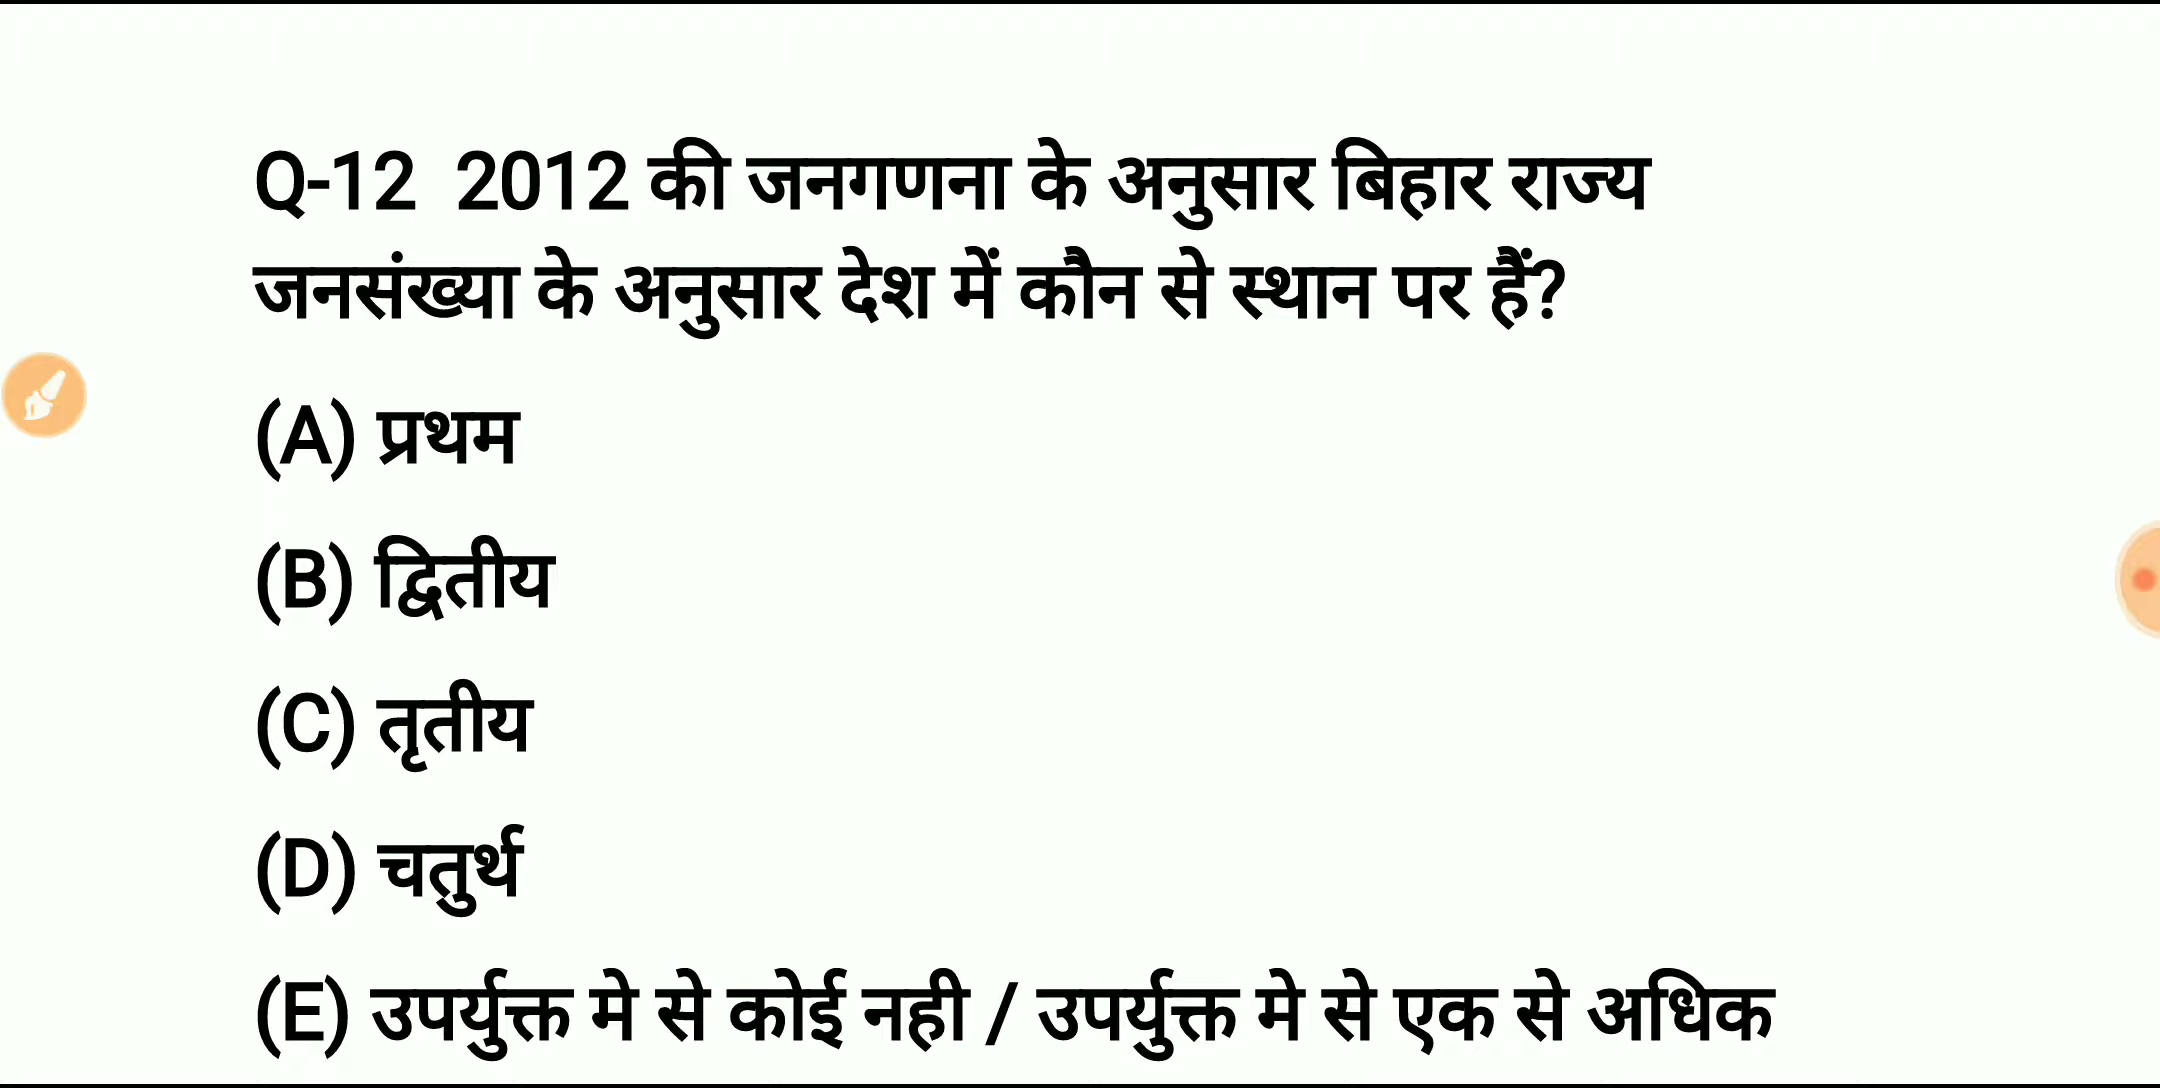 Q-12 2012 की जनगणना के अनुसार बिहार राज्य
जनसंख्या के अनुसार देश में कौन से स्थान पर हैं?
(A) प्रथम
(B) द्वितीय
(C) तृतीय
(D) चतुर्थ
(E) उपर्युक्त मे से कोई नही / उपर्युक्त मे से एक से अधिक